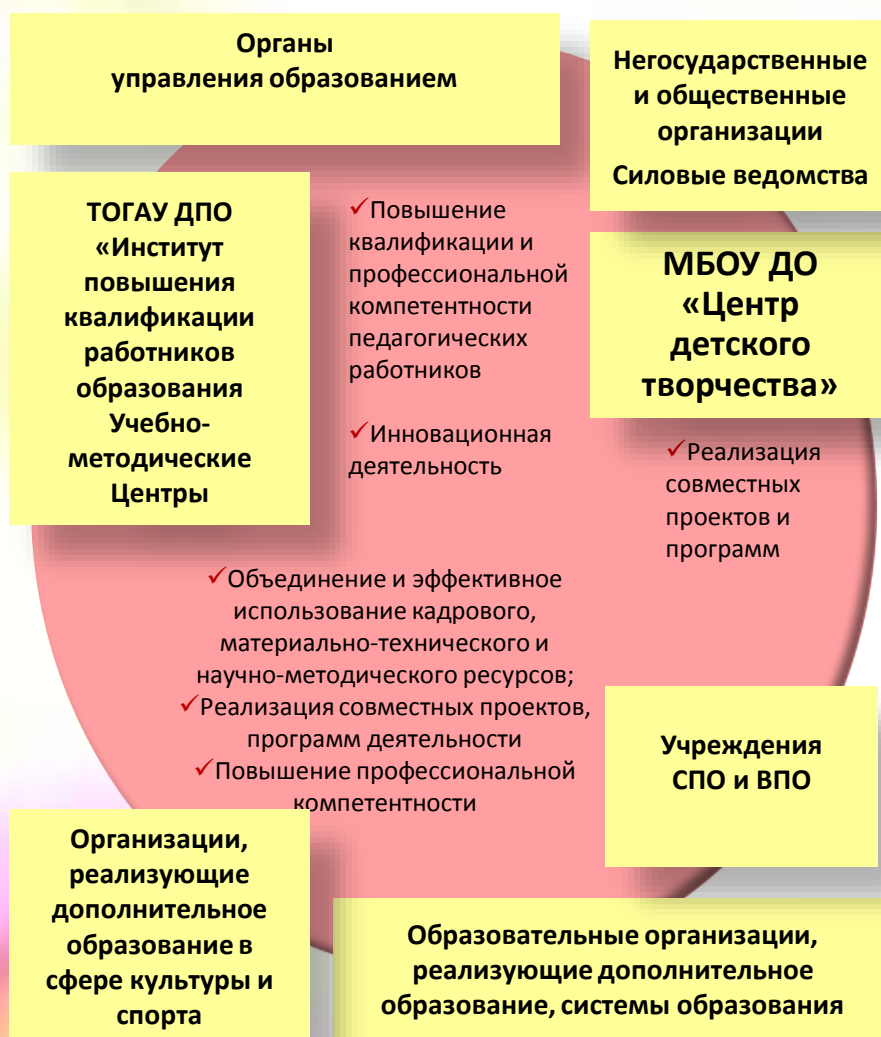 Органы
управления образованием
Негосударственные
и общественные
организации
Силовые ведомства
ТОГАУ ДПО
«Институт
повышения
квалификации
работников
образования
Учебно-
методические
Центры
✓Повышение
квалификации и
профессиональной
компетентности
педагогических
работников
✓Инновационная
деятельность
МБОУ ДО
«Центр
детского
творчества»
✓Реализация
совместных
проектов и
программ
✓Объединение и эффективное
использование кадрового,
материально-технического и
научно-методического ресурсов;
✓Реализация совместных проектов,
программ деятельности
✓Повышение профессиональной
компетентности
Учреждения
СПО и ВПО
Организации,
реализующие
дополнительное
образование в
сфере культуры и
спорта
Образовательные организации,
реализующие дополнительное
образование, системы образования